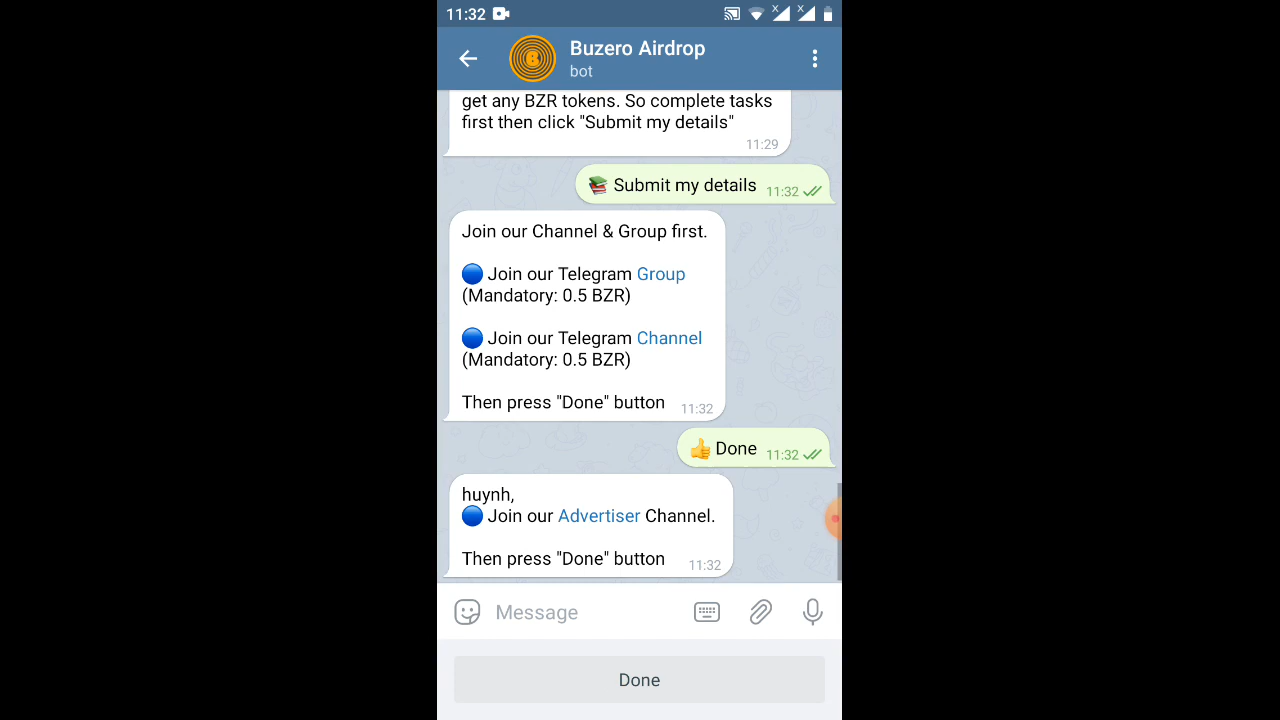 11:32
Buzero Airdrop
bot
get any BZR tokens. So complete tasks
first then click "Submit my details"
11:29
📚 Submit my details 11:32
Join our Channel & Group first.
🔵 Join our Telegram Group
(Mandatory: 0.5 BZR)
🔵 Join our Telegram Channel
(Mandatory: 0.5 BZR)
Then press "Done" button 11:32
👍 Done 11:32
huynh,
🔵 Join our Advertiser Channel.
Then press "Done" button 11:32
Message
Done